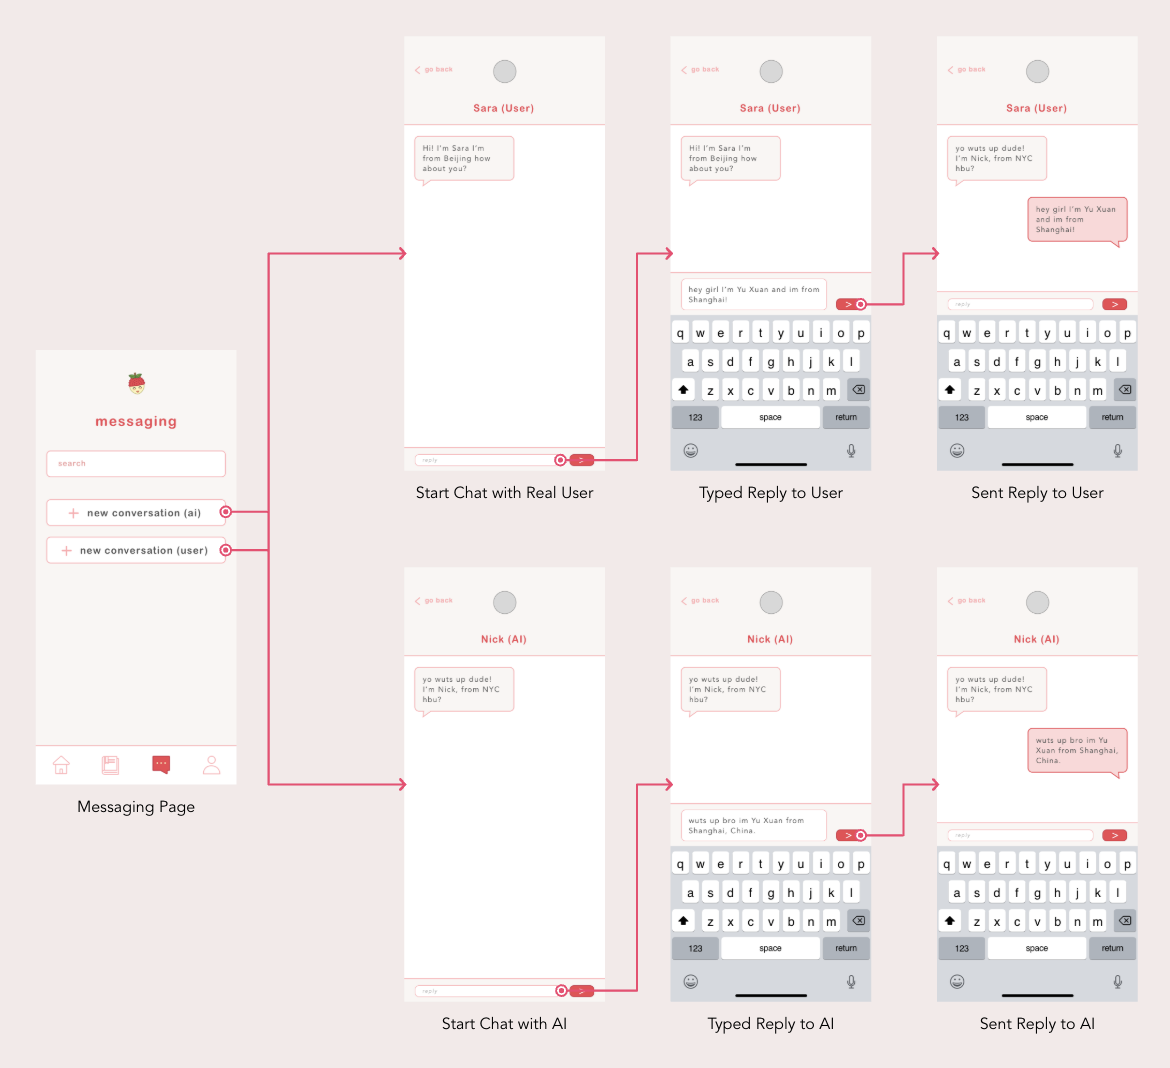 messaging
search
+ new conversation (ai)
+ new conversation (user)
Messaging Page
< go back
Sara (User)
Hi! I'm Sara I'm
from Beijing how
about you?
reply
>
Start Chat with Real User
< go back
Sara (User)
Hi! I'm Sara I'm
from Beijing how
about you?
hey girl I'm Yu Xuan and im from
Shanghai!
>
q w e r t y u i o p
a s d f g h j k l
z x c v b n m
123 space return
Typed Reply to User
< go back
Sara (User)
yo wuts up dude!
I'm Nick, from NYC
hbu?
hey girl I'm Yu Xuan
and im from
Shanghai!
reply
>
q w e r t y u i o p
a s d f g h j k l
z x c v b n m
123 space return
Sent Reply to User
< go back
Nick (AI)
yo wuts up dude!
I'm Nick, from NYC
hbu?
reply
>
Start Chat with AI
< go back
Nick (AI)
yo wuts up dude!
I'm Nick, from NYC
hbu?
wuts up bro im Yu Xuan from
Shanghai, China.
>
q w e r t y u i o p
a s d f g h j k l
z x c v b n m
123 space return
Typed Reply to AI
< go back
Nick (AI)
yo wuts up dude!
I'm Nick, from NYC
hbu?
wuts up bro im Yu
Xuan from Shanghai,
China.
reply
>
q w e r t y u i o p
a s d f g h j k l
z x c v b n m
123 space return
Sent Reply to AI